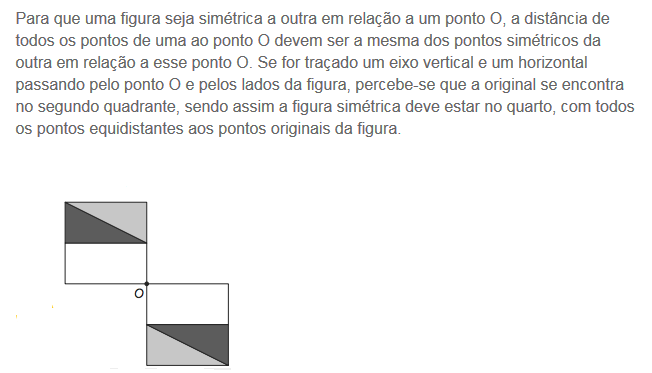 Para que uma figura seja simétrica a outra em relação a um ponto O, a distância de
todos os pontos de uma ao ponto O devem ser a mesma dos pontos simétricos da
outra em relação a esse ponto O. Se for traçado um eixo vertical e um horizontal
passando pelo ponto O e pelos lados da figura, percebe-se que a original se encontra
no segundo quadrante, sendo assim a figura simétrica deve estar no quarto, com todos
os pontos equidistantes aos pontos originais da figura.
O